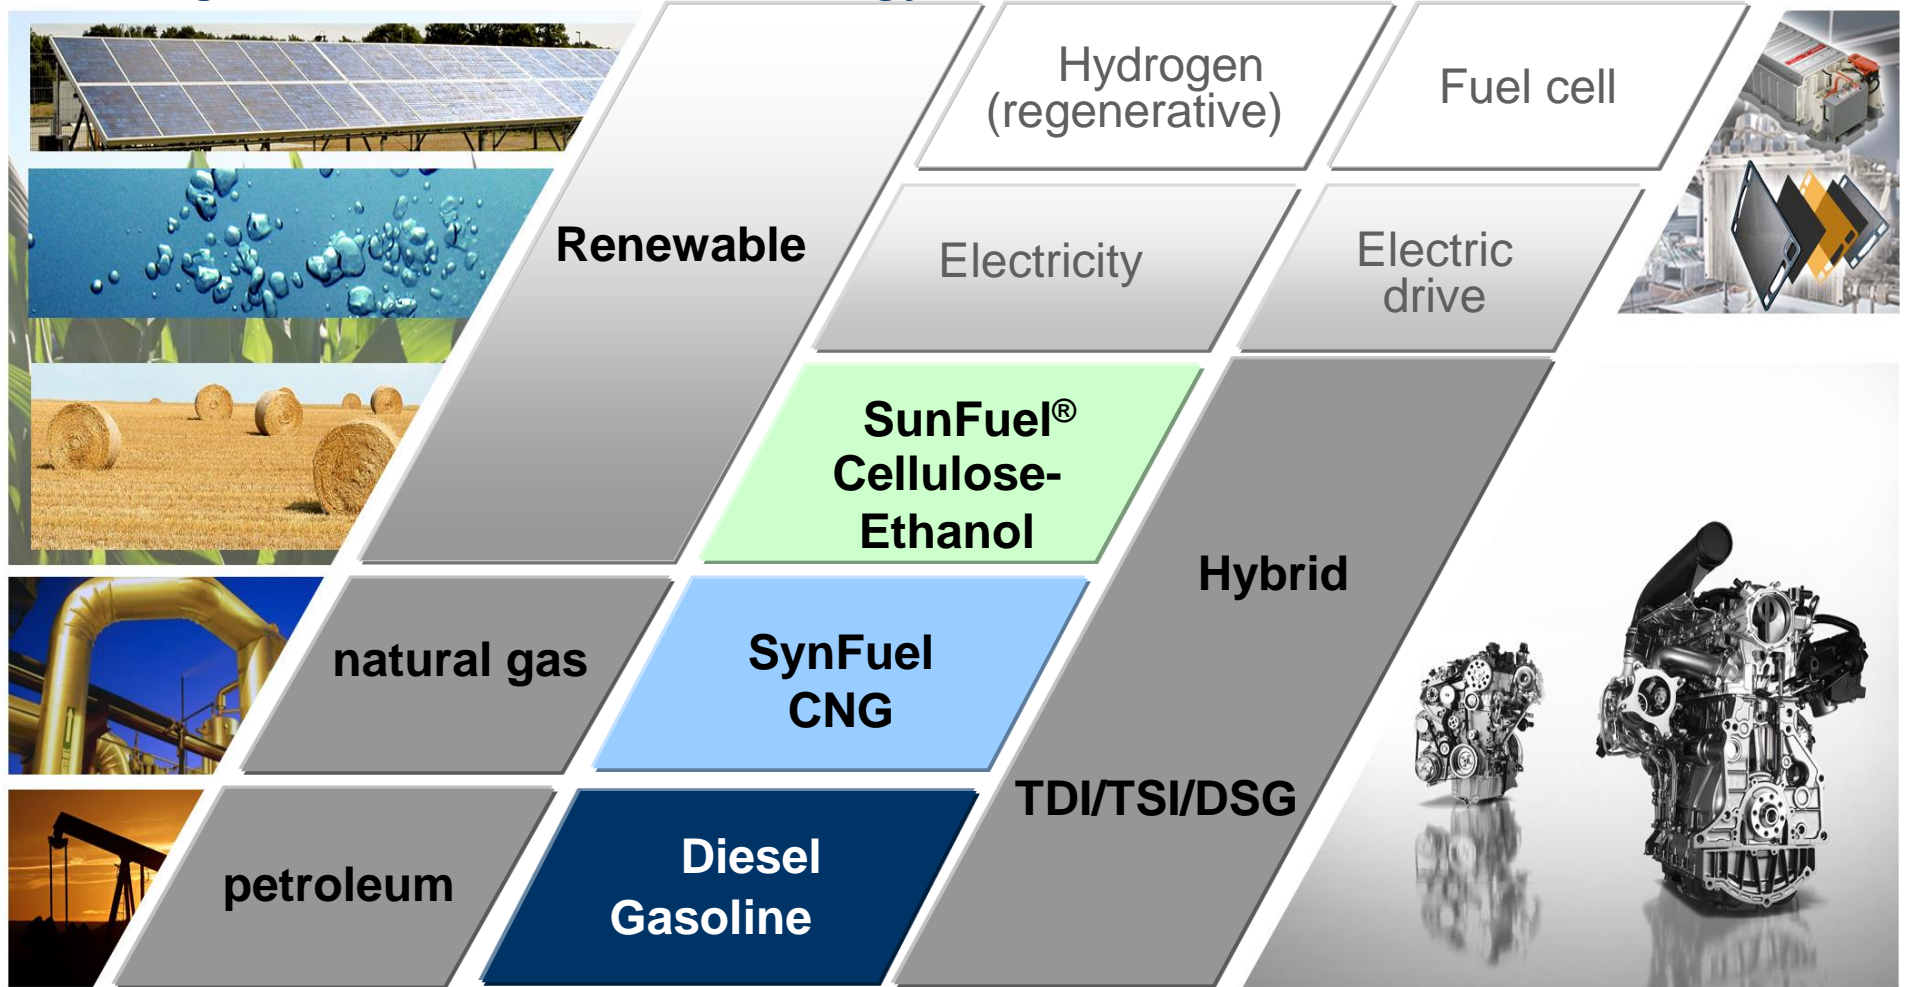 Hydrogen
(regenerative)
Fuel cell
Renewable
Electricity
Electric
drive
SunFuel®
Cellulose-
Ethanol
Hybrid
natural gas
SynFuel
CNG
TDI/TSI/DSG
petroleum
Diesel
Gasoline